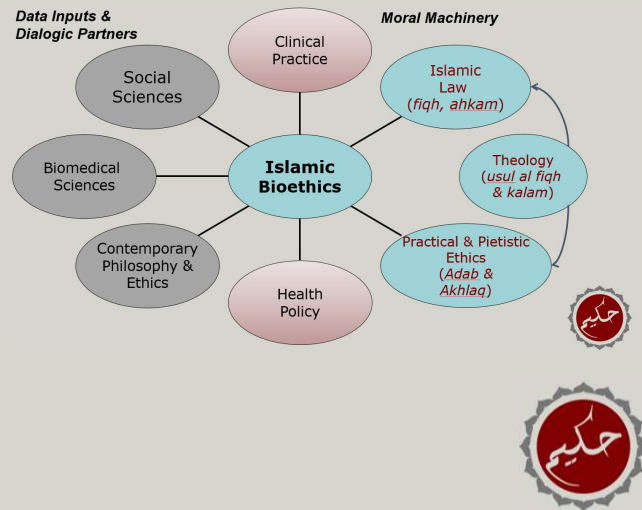 Data Inputs &
Dialogic Partners
Moral Machinery
Clinical
Practice
Social
Sciences
Islamic
Law
(fiqh, ahkam)
Biomedical
Sciences
Islamic
Bioethics
Theology
(usul al fiqh
& kalam)
Contemporary
Philosophy &
Ethics
Practical & Pietistic
Ethics
(Adab &
Akhlaq)
Health
Policy
حكيم
حكيم